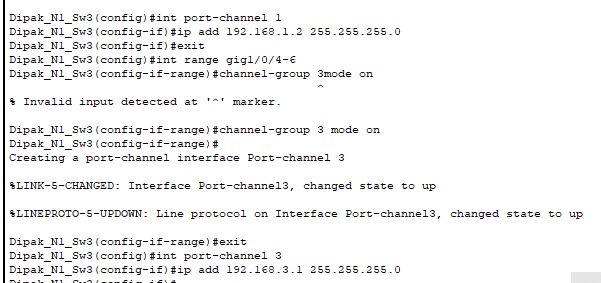 Dipak_N1_Sw3(config)#int port-channel 1
Dipak_N1_Sw3(config-if)#ip add 192.168.1.2 255.255.255.0
Dipak_N1_Sw3(config-if)#exit
Dipak_N1_Sw3(config)#int range gig1/0/4-6
Dipak_N1_Sw3(config-if-range)#channel-group 3mode on
^
% Invalid input detected at '^' marker.
Dipak_N1_Sw3(config-if-range)#channel-group 3 mode on
Dipak_N1_Sw3(config-if-range)#
Creating a port-channel interface Port-channel 3
%LINK-5-CHANGED: Interface Port-channel3, changed state to up
%LINEPROTO-5-UPDOWN: Line protocol on Interface Port-channel3, changed state to up
Dipak_N1_Sw3(config-if-range)#exit
Dipak_N1_Sw3(config)#int port-channel 3
Dipak_N1_Sw3(config-if)#ip add 192.168.3.1 255.255.255.0
Dipak_N1_Sw3(config-if)#